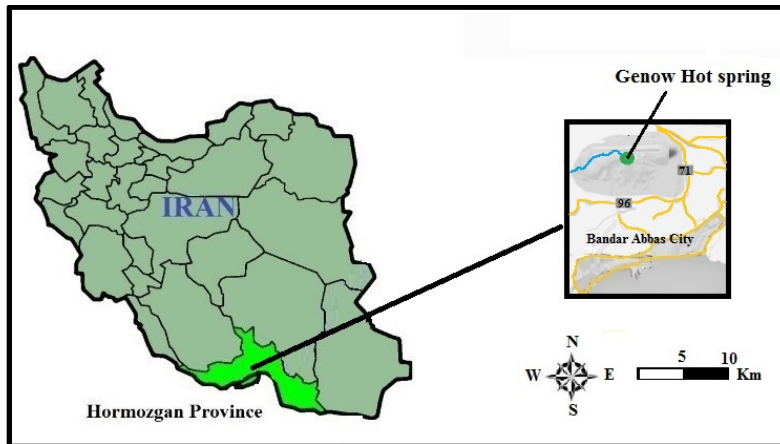 Genow Hot spring
71
IRAN
96
Bandar Abbas City
N
5 10
W E Km
S
Hormozgan Province